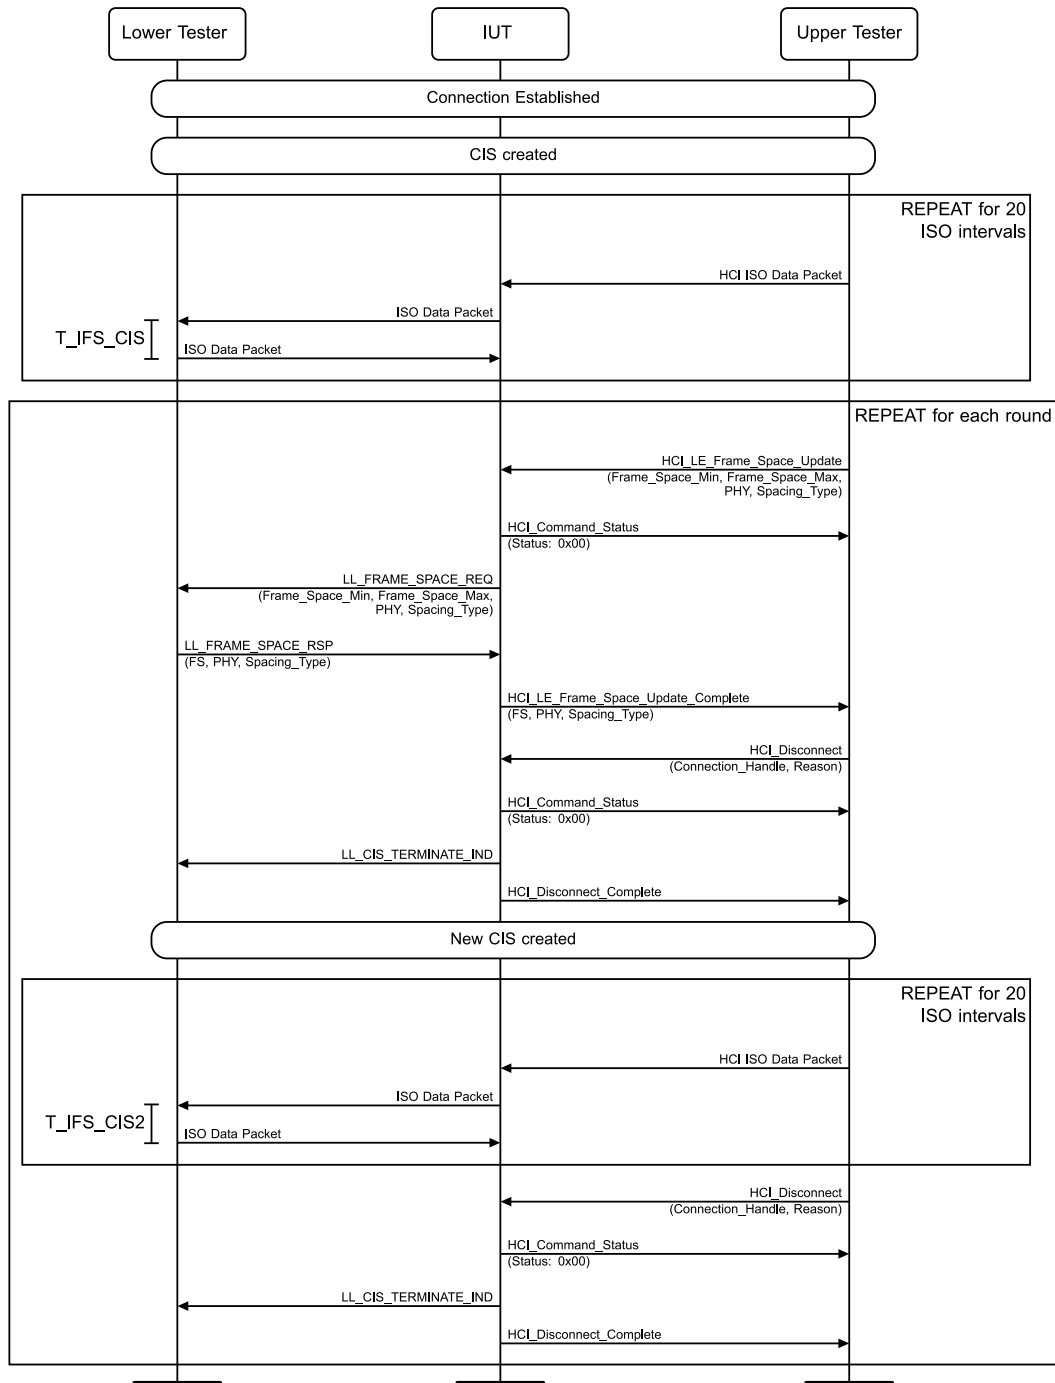 Lower Tester
IUT
Upper Tester
Connection Established
CIS created
REPEAT for 20
ISO intervals
HCI ISO Data Packet
ISO Data Packet
T_IFS_CIS
ISO Data Packet
REPEAT for each round
HCI_LE_Frame_Space_Update
(Frame_Space_Min, Frame_Space_Max,
PHY, Spacing_Type)
HCI_Command_Status
(Status: 0x00)
LL_FRAME_SPACE_REQ
(Frame_Space_Min, Frame_Space_Max,
PHY, Spacing_Type)
LL_FRAME_SPACE_RSP
(FS, PHY, Spacing_Type)
HCI_LE_Frame_Space_Update_Complete
(FS, PHY, Spacing_Type)
HCI_Disconnect
(Connection_Handle, Reason)
HCI_Command_Status
(Status: 0x00)
LL_CIS_TERMINATE_IND
HCI_Disconnect_Complete
New CIS created
REPEAT for 20
ISO intervals
HCI ISO Data Packet
ISO Data Packet
T_IFS_CIS2
ISO Data Packet
HCI_Disconnect
(Connection_Handle, Reason)
HCI_Command_Status
(Status: 0x00)
LL_CIS_TERMINATE_IND
HCI_Disconnect_Complete